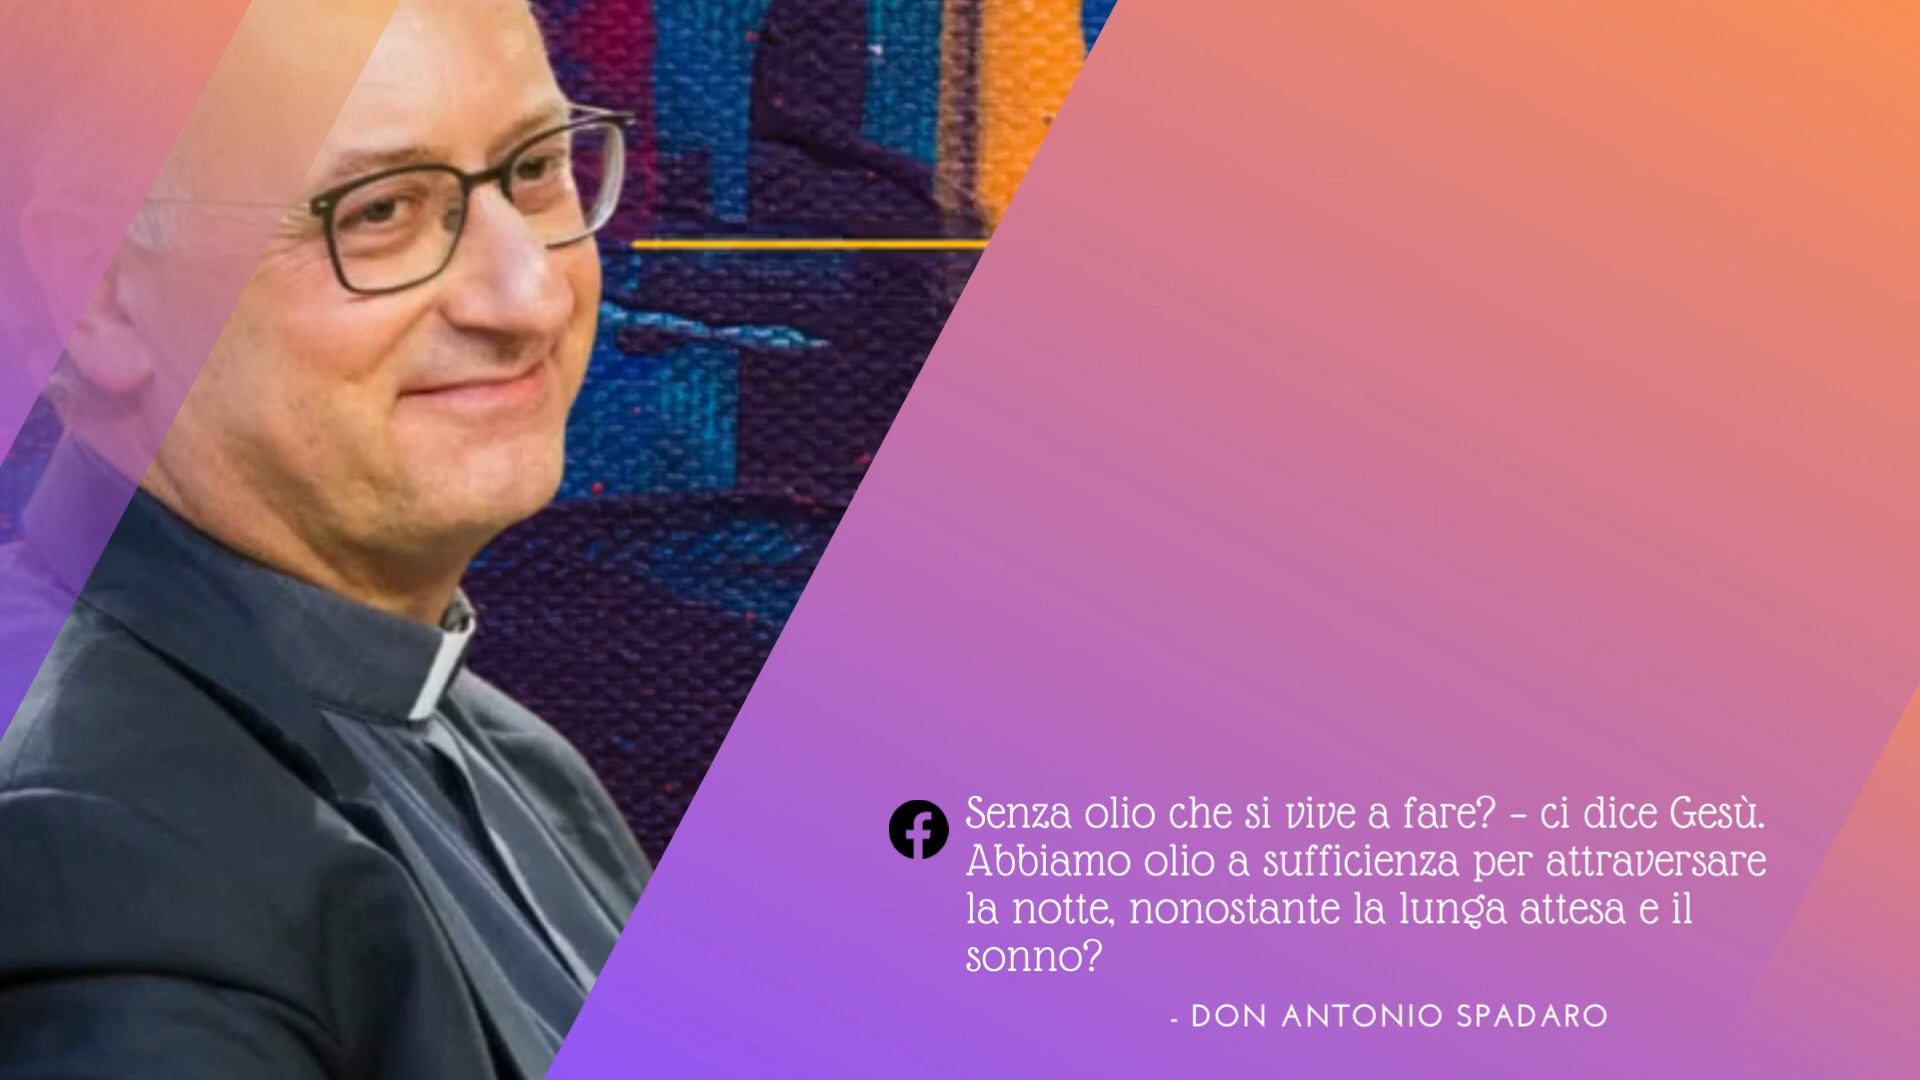 Senza olio che si vive a fare? – ci dice Gesù.
Abbiamo olio a sufficienza per attraversare
la notte, nonostante la lunga attesa e il
sonno?
- DON ANTONIO SPADARO